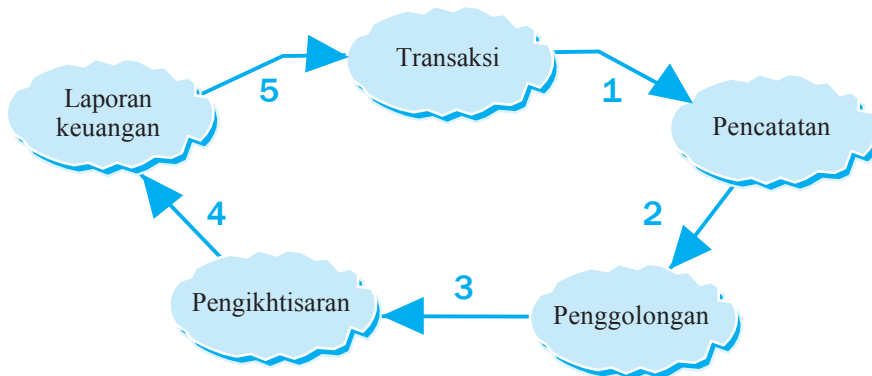 Transaksi
1
Pencatatan
2
Penggolongan
3
Pengikhtisaran
4
Laporan
keuangan
5